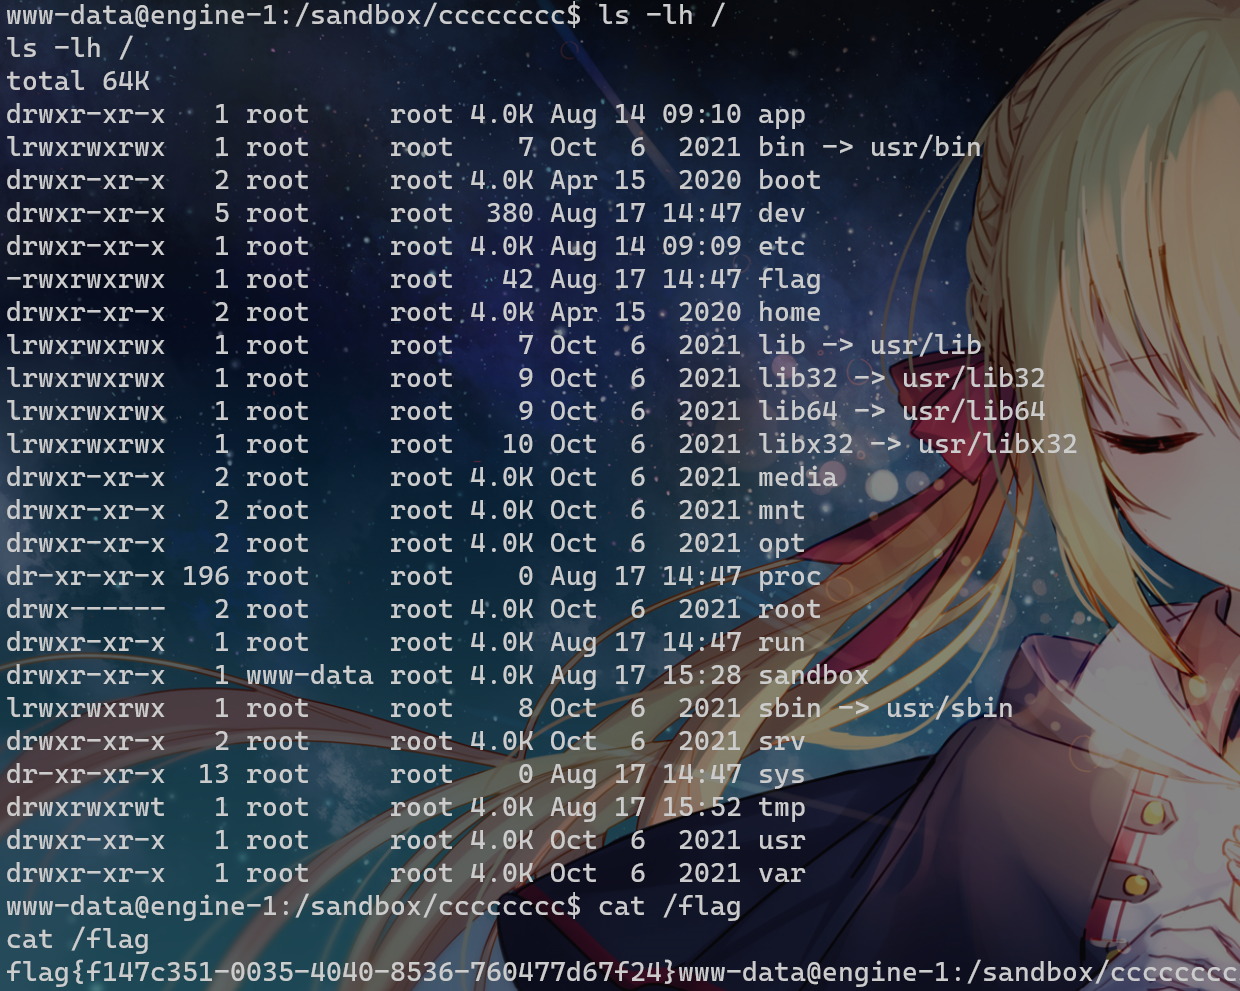 www-data@engine-1:/sandbox/cccccccc$ ls -lh /
ls -lh /
total 64K
drwxr-xr-x   1 root     root 4.0K Aug 14 09:10 app
lrwxrwxrwx   1 root     root    7 Oct  6  2021 bin -> usr/bin
drwxr-xr-x   2 root     root 4.0K Apr 15  2020 boot
drwxr-xr-x   5 root     root  380 Aug 17 14:47 dev
drwxr-xr-x   1 root     root 4.0K Aug 14 09:09 etc
-rwxrwxrwx   1 root     root   42 Aug 17 14:47 flag
drwxr-xr-x   2 root     root 4.0K Apr 15  2020 home
lrwxrwxrwx   1 root     root    7 Oct  6  2021 lib -> usr/lib
lrwxrwxrwx   1 root     root    9 Oct  6  2021 lib32 -> usr/lib32
lrwxrwxrwx   1 root     root    9 Oct  6  2021 lib64 -> usr/lib64
lrwxrwxrwx   1 root     root   10 Oct  6  2021 libx32 -> usr/libx32
drwxr-xr-x   2 root     root 4.0K Oct  6  2021 media
drwxr-xr-x   2 root     root 4.0K Oct  6  2021 mnt
drwxr-xr-x   2 root     root 4.0K Oct  6  2021 opt
dr-xr-xr-x 196 root     root    0 Aug 17 14:47 proc
drwx------   2 root     root 4.0K Oct  6  2021 root
drwxr-xr-x   1 root     root 4.0K Aug 17 14:47 run
drwxr-xr-x   1 www-data root 4.0K Aug 17 15:28 sandbox
lrwxrwxrwx   1 root     root    8 Oct  6  2021 sbin -> usr/sbin
drwxr-xr-x   2 root     root 4.0K Oct  6  2021 srv
dr-xr-xr-x  13 root     root    0 Aug 17 14:47 sys
drwxrwxrwt   1 root     root 4.0K Aug 17 15:52 tmp
drwxr-xr-x   1 root     root 4.0K Oct  6  2021 usr
drwxr-xr-x   1 root     root 4.0K Oct  6  2021 var
www-data@engine-1:/sandbox/cccccccc$ cat /flag
cat /flag
flag{f147c351-0035-4040-8536-760477d67f24}www-data@engine-1:/sandbox/cccccccc